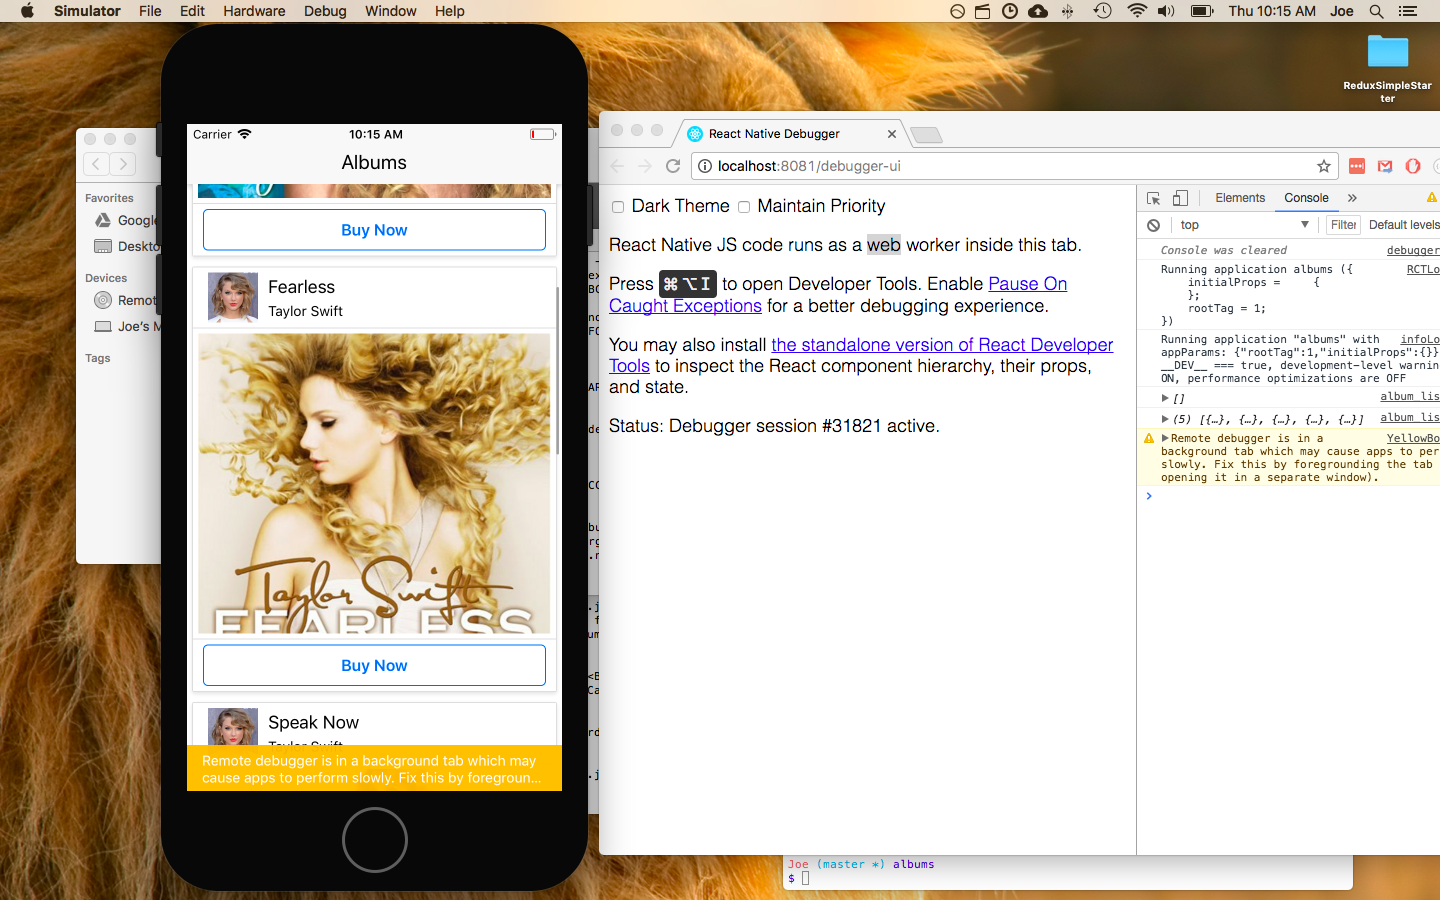 Simulator File Edit Hardware Debug Window Help
Thu 10:15 AM Joe
ReduxSimpleStar
ter
Favorites
Google
Deskto
Devices
Remot
Joe's M
Tags
Carrier 10:15 AM
Albums
Buy Now
Fearless
Taylor Swift
Taylor Swift
FEARLESS
Buy Now
Speak Now
Taylor Swift
Remote debugger is in a background tab which may
cause apps to perform slowly. Fix this by foregroun...
React Native Debugger
localhost:8081/debugger-ui
Dark Theme Maintain Priority
React Native JS code runs as a web worker inside this tab.
Press ⌘⌥I to open Developer Tools. Enable Pause On
Caught Exceptions for a better debugging experience.
You may also install the standalone version of React Developer
Tools to inspect the React component hierarchy, their props,
and state.
Status: Debugger session #31821 active.
Elements Console »
top Filter Default levels
Console was cleared debugger
Running application albums ({ RCTLo
initialProps = {
};
rootTag = 1;
})
Running application "albums" with infoLo
appParams: {"rootTag":1,"initialProps":{}}
__DEV__ === true, development-level warnin
ON, performance optimizations are OFF
[] album_lis
(5) [{…}, {…}, {…}, {…}, {…}] album_lis
Remote debugger is in a YellowBo
background tab which may cause apps to per
slowly. Fix this by foregrounding the tab
opening it in a separate window).
Joe (master *) albums
$